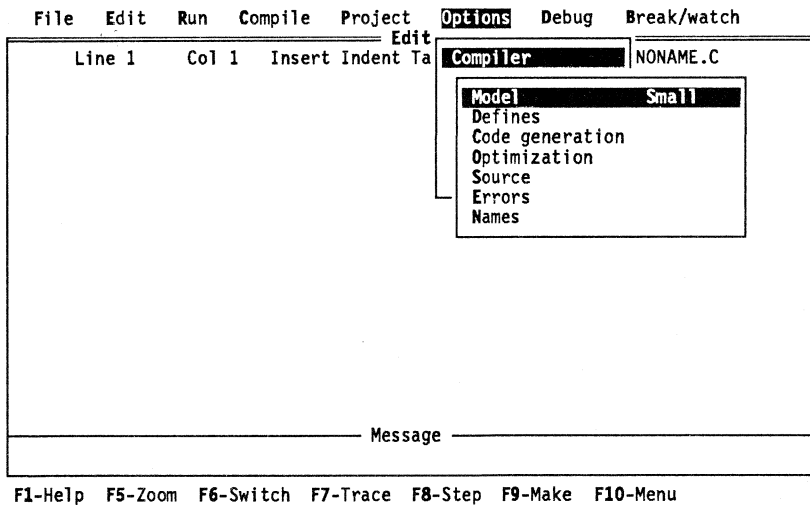 File Edit Run Compile Project Options Debug Break/watch
Edit
Line 1 Col 1 Insert Indent Ta Compiler NONAME.C
Model Small
Defines
Code generation
Optimization
Source
Errors
Names
Message
F1-Help F5-Zoom F6-Switch F7-Trace F8-Step F9-Make F10-Menu